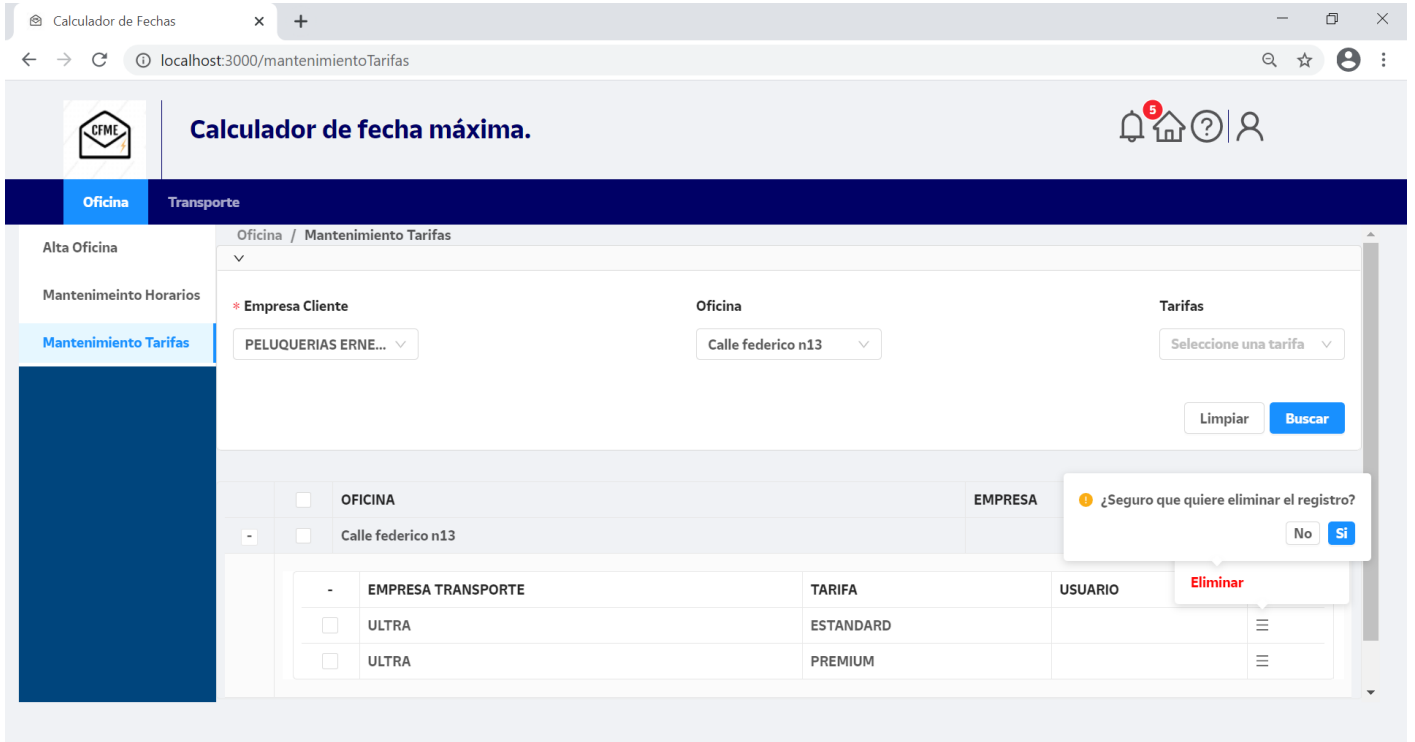 Calculador de Fechas
localhost:3000/mantenimientoTarifas
CFME
Calculador de fecha máxima.
5
Oficina Transporte
Alta Oficina
Mantenimeinto Horarios
Mantenimiento Tarifas
Oficina / Mantenimiento Tarifas
* Empresa Cliente Oficina Tarifas
PELUQUERIAS ERNE... Calle federico n13 Seleccione una tarifa
Limpiar Buscar
OFICINA EMPRESA
¿Seguro que quiere eliminar el registro?
No Si
- Calle federico n13
Eliminar
- EMPRESA TRANSPORTE TARIFA USUARIO
ULTRA ESTANDARD
ULTRA PREMIUM